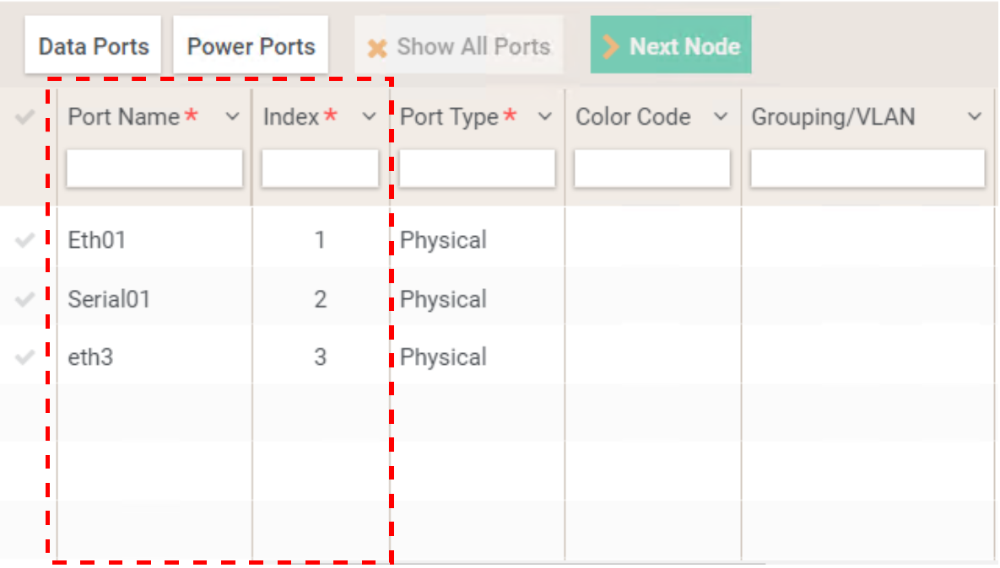 Data Ports Power Ports Show All Ports Next Node
Port Name * Index * Port Type * Color Code Grouping/VLAN
Eth01 1 Physical
Serial01 2 Physical
eth3 3 Physical